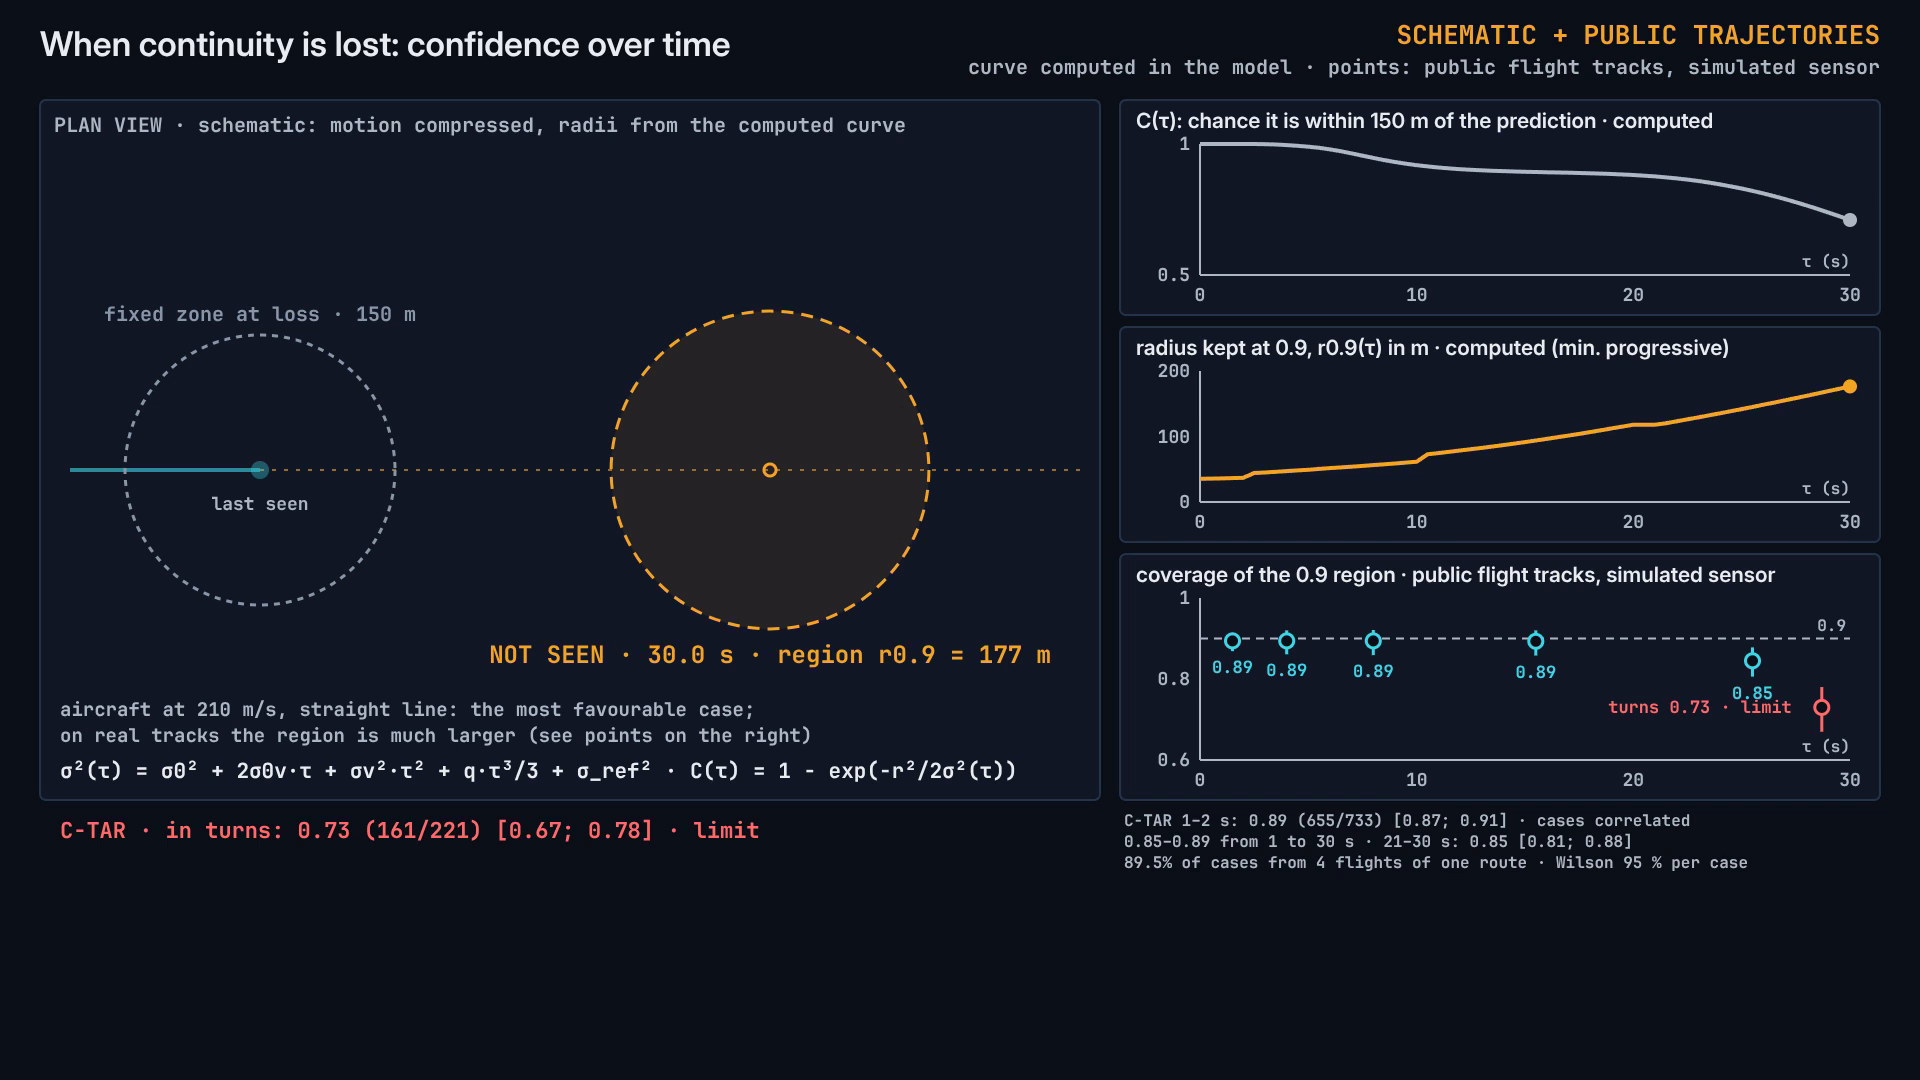 When continuity is lost: confidence over time
SCHEMATIC + PUBLIC TRAJECTORIES
curve computed in the model · points: public flight tracks, simulated sensor
PLAN VIEW · schematic: motion compressed, radii from the computed curve
fixed zone at loss · 150 m
last seen
NOT SEEN · 30.0 s · region r0.9 = 177 m
aircraft at 210 m/s, straight line: the most favourable case;
on real tracks the region is much larger (see points on the right)
σ²(τ) = σ0² + 2σ0v·τ + σv²·τ² + q·τ³/3 + σ_ref² · C(τ) = 1 - exp(-r²/2σ²(τ))
C-TAR · in turns: 0.73 (161/221) [0.67; 0.78] · limit
C(τ): chance it is within 150 m of the prediction · computed
1
0.5
τ (s)
0 10 20 30
radius kept at 0.9, r0.9(τ) in m · computed (min. progressive)
200
100
0
τ (s)
0 10 20 30
coverage of the 0.9 region · public flight tracks, simulated sensor
1
0.9
0.89 0.89 0.89 0.89
0.8
0.85
turns 0.73 · limit
τ (s)
0.6
0 10 20 30
C-TAR 1–2 s: 0.89 (655/733) [0.87; 0.91] · cases correlated
0.85–0.89 from 1 to 30 s · 21–30 s: 0.85 [0.81; 0.88]
89.5% of cases from 4 flights of one route · Wilson 95 % per case